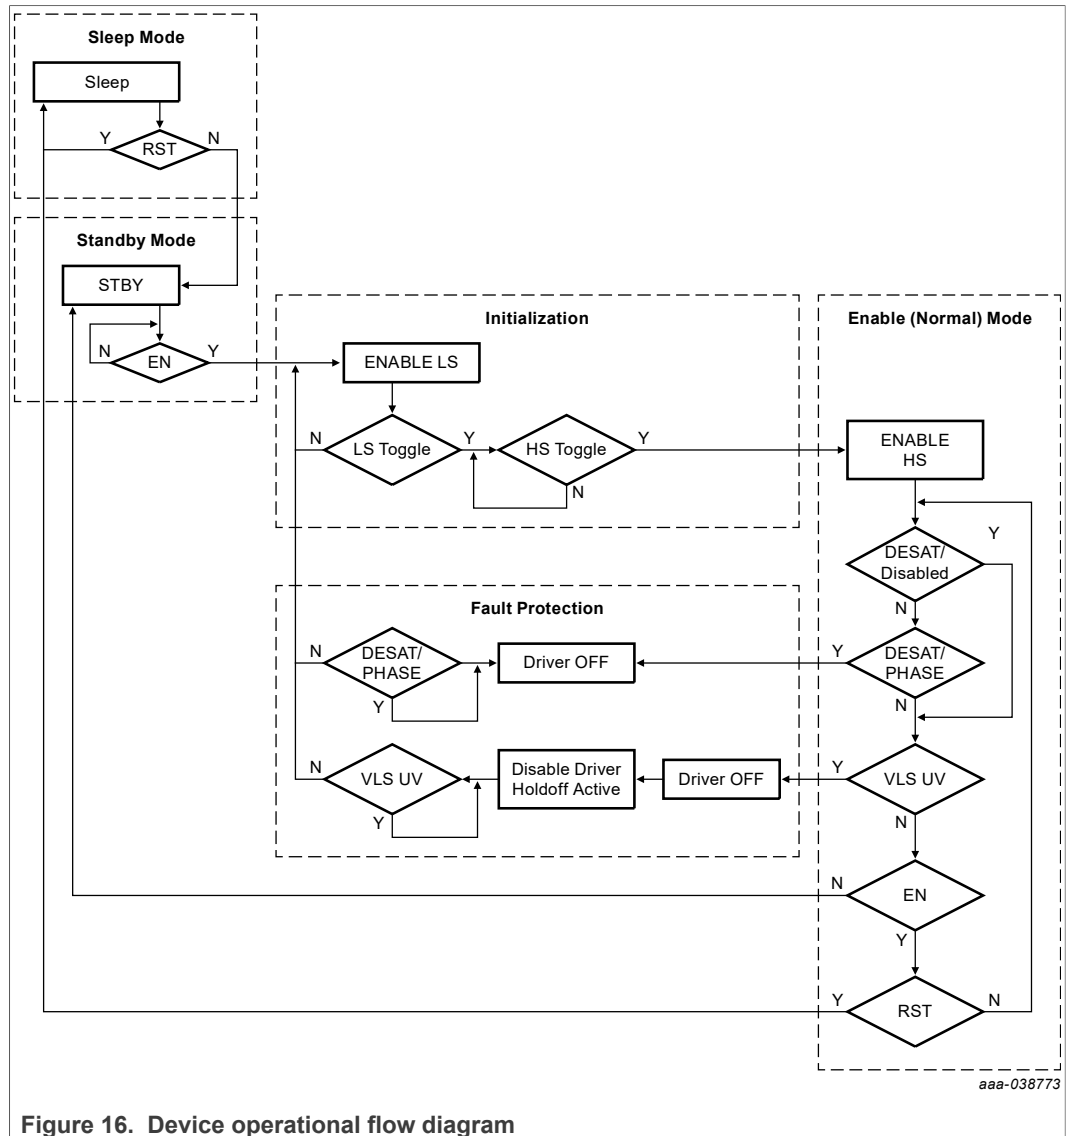 Sleep Mode
Sleep
Y
N
RST
Standby Mode
STBY
N
EN
Y
Initialization
ENABLE LS
N
LS Toggle
Y
HS Toggle
Y
N
Enable (Normal) Mode
ENABLE
HS
DESAT/
Disabled
Y
N
DESAT/
PHASE
Y
N
VLS UV
Y
N
EN
N
Y
RST
Y
N
Fault Protection
N
DESAT/
PHASE
Y
Driver OFF
N
VLS UV
Y
Disable Driver
Holdoff Active
Driver OFF
aaa-038773
Figure 16. Device operational flow diagram